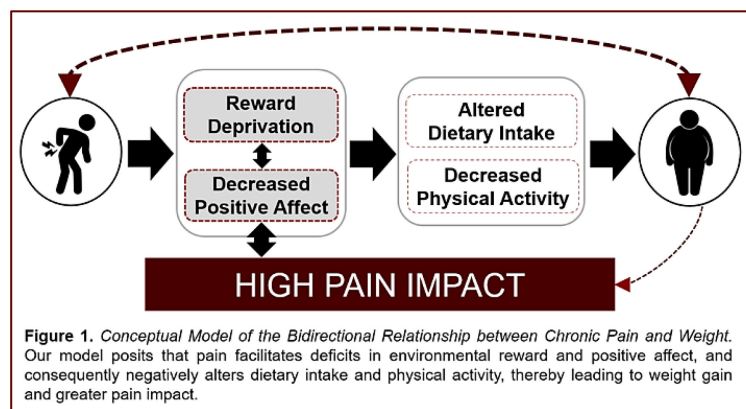 Reward
Deprivation
Decreased
Positive Affect
Altered
Dietary Intake
Decreased
Physical Activity
HIGH PAIN IMPACT
Figure 1. Conceptual Model of the Bidirectional Relationship between Chronic Pain and Weight.
Our model posits that pain facilitates deficits in environmental reward and positive affect, and
consequently negatively alters dietary intake and physical activity, thereby leading to weight gain
and greater pain impact.